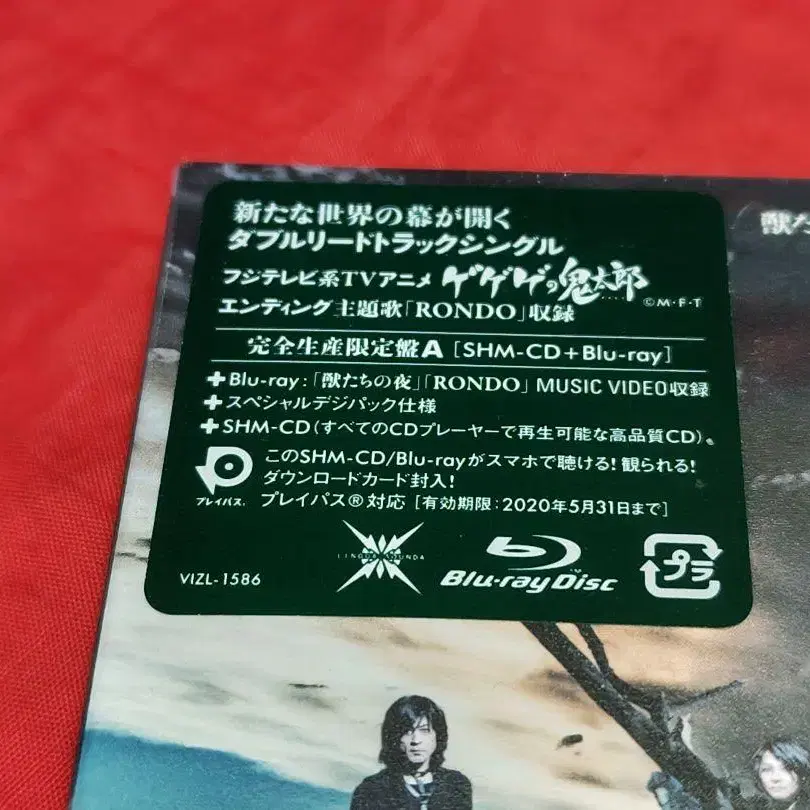 新たな世界の幕が開く
ダブルリードトラックシングル
フジテレビ系TVアニメ ゲゲゲの鬼太郎
©M・F・T
エンディング主題歌「RONDO」収録
完全生産限定盤A [SHM-CD+Blu-ray]
+Blu-ray:「獣たちの夜」「RONDO」MUSIC VIDEO収録
+スペシャルデジパック仕様
+SHM-CD(すべてのCDプレーヤーで再生可能な高品質CD)。
このSHM-CD/Blu-rayがスマホで聴ける!観られる!
ダウンロードカード封入!
プレイパス®対応 [有効期限:2020年5月31日まで]
プレイパス
LINGUA SOUNDA
VIZL-1586
Blu-ray Disc
プラ
獣た